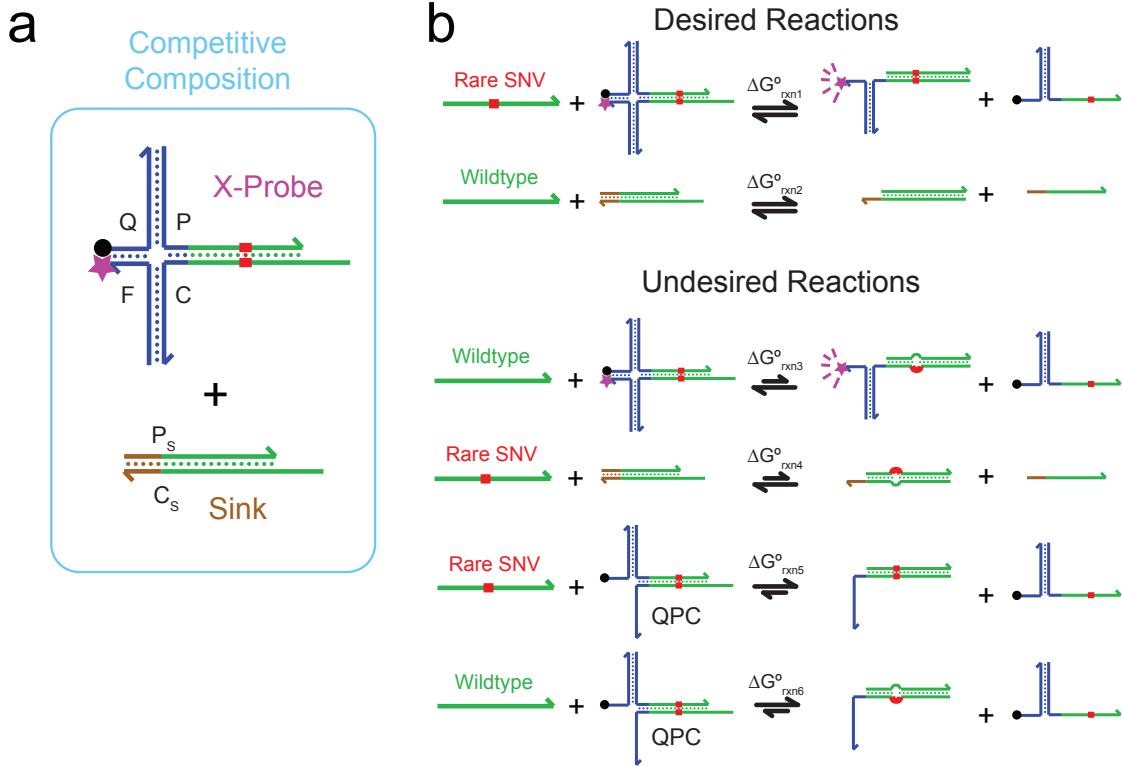 a
Competitive
Composition
Q
P
X-Probe
F
C
+
Pₛ
Cₛ
Sink
b
Desired Reactions
Rare SNV
+
ΔG°rxn1
+
Wildtype
+
ΔG°rxn2
+
Undesired Reactions
Wildtype
+
ΔG°rxn3
+
Rare SNV
+
ΔG°rxn4
+
Rare SNV
+
QPC
ΔG°rxn5
+
Wildtype
+
QPC
ΔG°rxn6
+